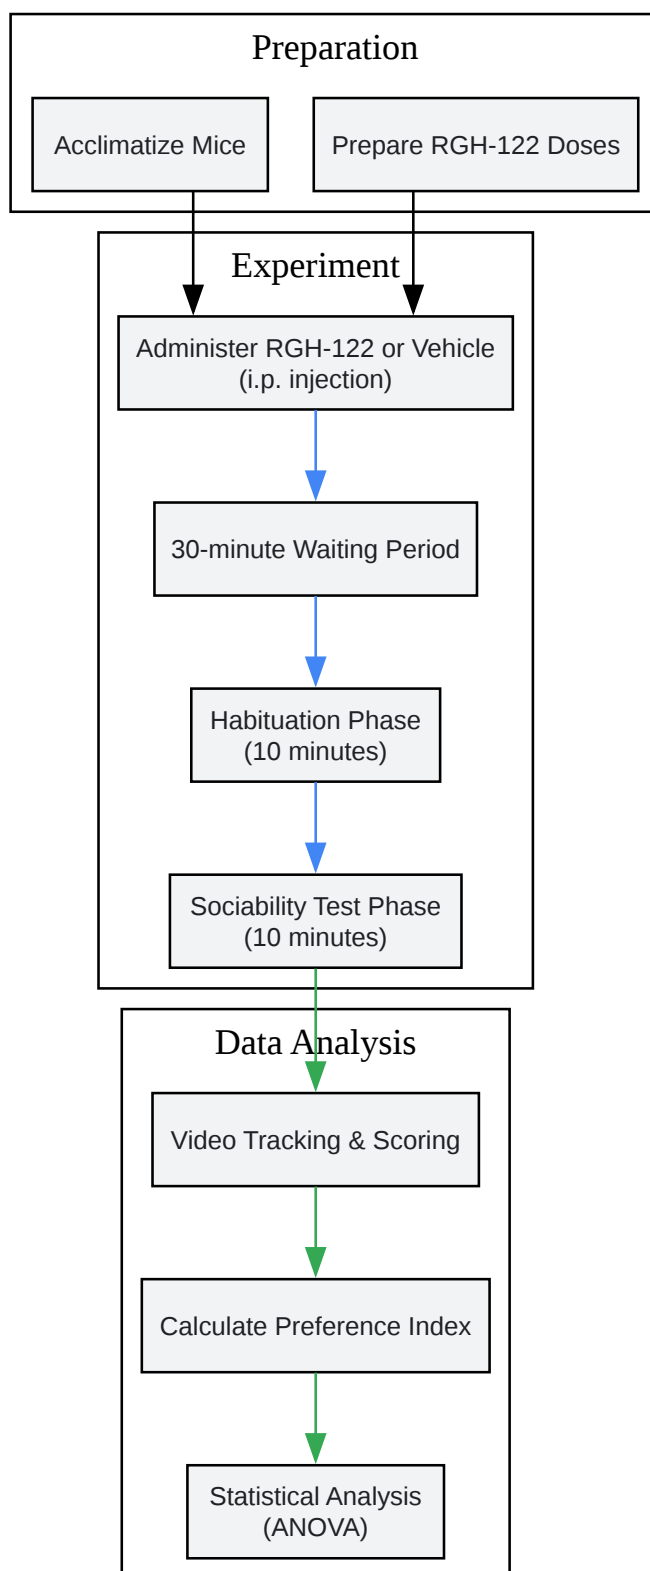 Preparation
Acclimatize Mice
Prepare RGH-122 Doses
Experiment
Administer RGH-122 or Vehicle
(i.p. injection)
30-minute Waiting Period
Habituation Phase
(10 minutes)
Sociability Test Phase
(10 minutes)
Data Analysis
Video Tracking & Scoring
Calculate Preference Index
Statistical Analysis
(ANOVA)